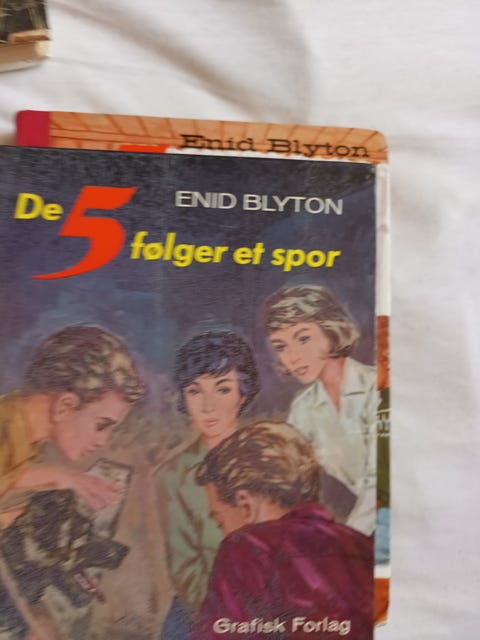 Enid Blyton
ENID BLYTON
De 5
følger et spor
Grafisk Forlag